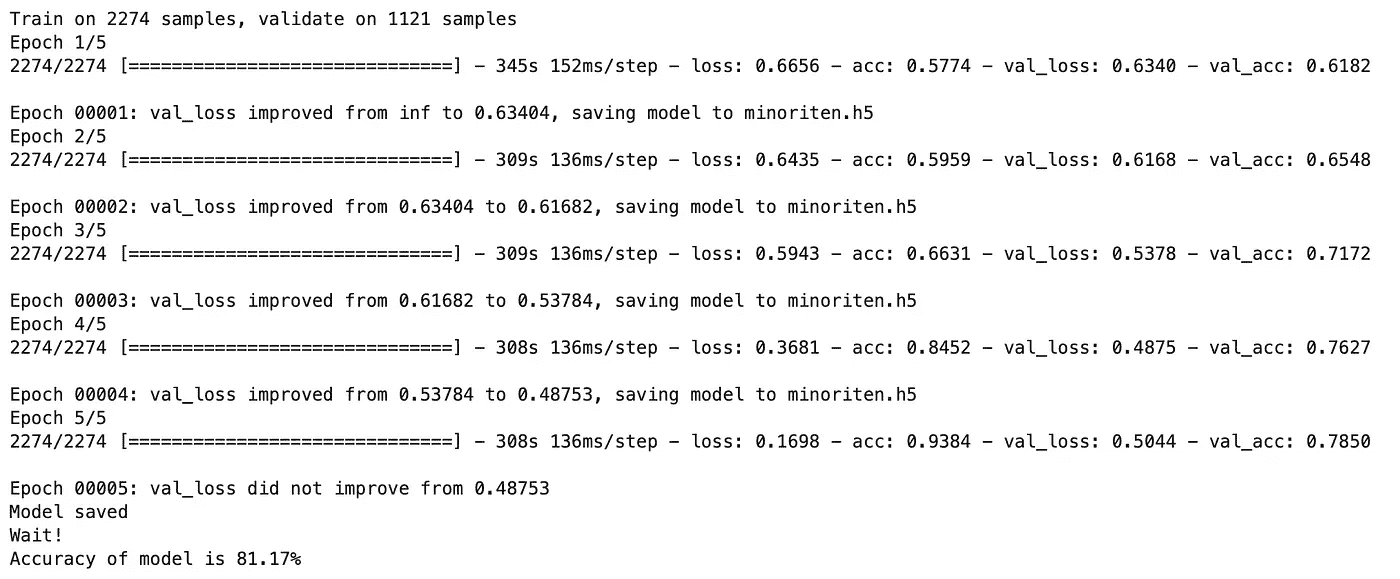 Train on 2274 samples, validate on 1121 samples
Epoch 1/5
2274/2274 [==============================] - 345s 152ms/step - loss: 0.6656 - acc: 0.5774 - val_loss: 0.6340 - val_acc: 0.6182
Epoch 00001: val_loss improved from inf to 0.63404, saving model to minoriten.h5
Epoch 2/5
2274/2274 [==============================] - 309s 136ms/step - loss: 0.6435 - acc: 0.5959 - val_loss: 0.6168 - val_acc: 0.6548
Epoch 00002: val_loss improved from 0.63404 to 0.61682, saving model to minoriten.h5
Epoch 3/5
2274/2274 [==============================] - 309s 136ms/step - loss: 0.5943 - acc: 0.6631 - val_loss: 0.5378 - val_acc: 0.7172
Epoch 00003: val_loss improved from 0.61682 to 0.53784, saving model to minoriten.h5
Epoch 4/5
2274/2274 [==============================] - 308s 136ms/step - loss: 0.3681 - acc: 0.8452 - val_loss: 0.4875 - val_acc: 0.7627
Epoch 00004: val_loss improved from 0.53784 to 0.48753, saving model to minoriten.h5
Epoch 5/5
2274/2274 [==============================] - 308s 136ms/step - loss: 0.1698 - acc: 0.9384 - val_loss: 0.5044 - val_acc: 0.7850
Epoch 00005: val_loss did not improve from 0.48753
Model saved
Wait!
Accuracy of model is 81.17%